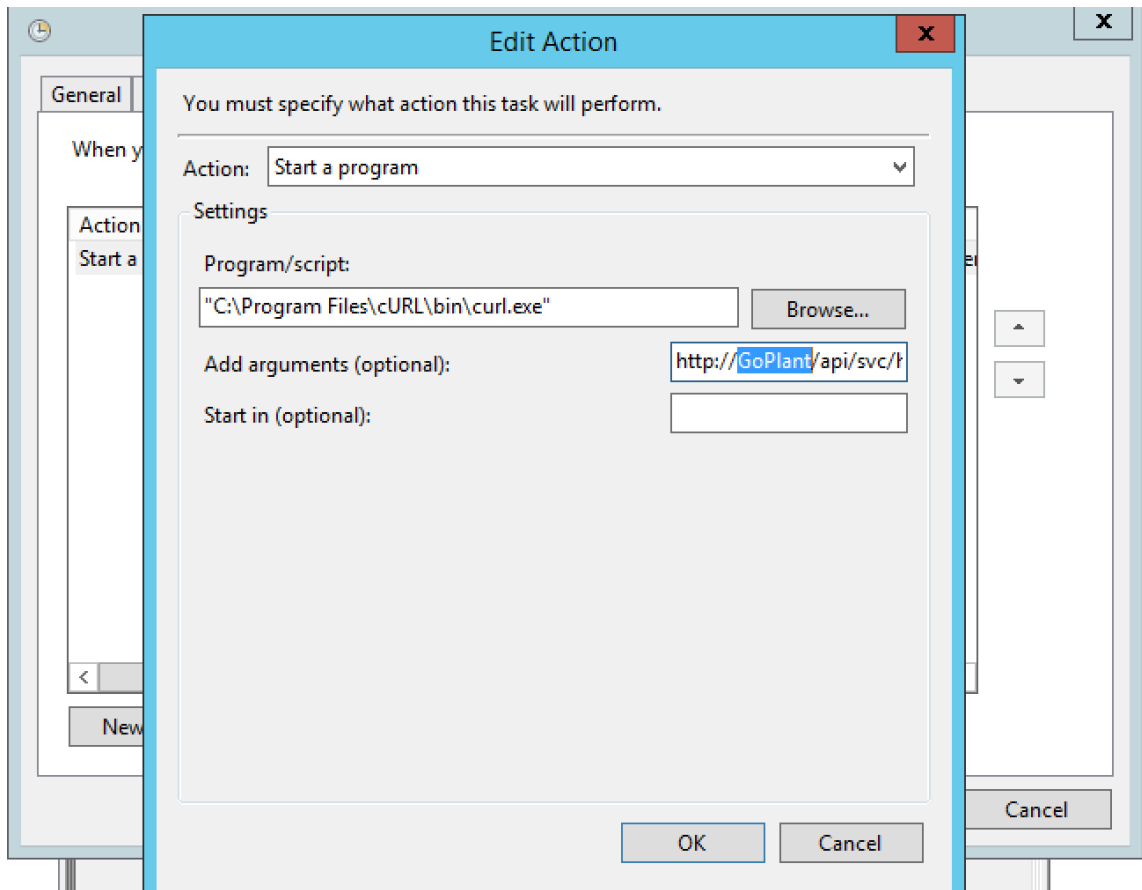 Edit Action
x
x
General
You must specify what action this task will perform.
When y
Action:
Start a program
Settings
Action
Start a
Program/script:
"C:\Program Files\cURL\bin\curl.exe"
Browse...
Add arguments (optional):
http://GoPlant/api/svc/h
Start in (optional):
New
OK
Cancel
Cancel